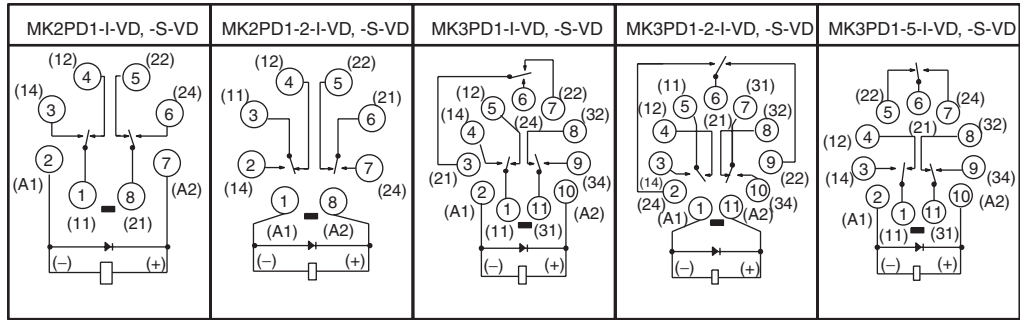 MK2PD1-I-VD, -S-VD
MK2PD1-2-I-VD, -S-VD
MK3PD1-I-VD, -S-VD
MK3PD1-2-I-VD, -S-VD
MK3PD1-5-I-VD, -S-VD
(12) (22)
4 5
(14) (24)
3 6
2 7
(A1) (A2)
1 8
(11) (21)
(−) (+)
(12) (22)
4 5
(11) (21)
3 6
2 7
(14) (24)
1 8
(A1) (A2)
(−) (+)
6
(12) 5 7 (22)
(14) (24) (32)
4 8
3 9
(21) (34)
2 10
(A1) 1 11 (A2)
(11) (31)
(−) (+)
6
(11) 5 7 (31)
(12) (21) (32)
4 8
3 9
(14) (22)
2 10
(24) (34)
1 11
(A1) (A2)
(−) (+)
(22) 6 (24)
5 7
(12) (21) (32)
4 8
3 9
(14) (34)
2 10
(A1) 1 11 (A2)
(11) (31)
(−) (+)